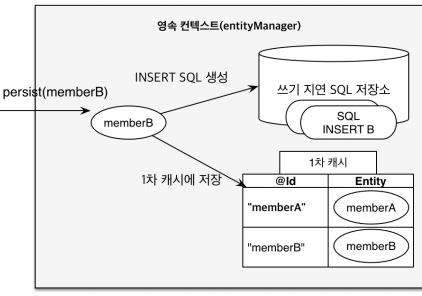 영속 컨텍스트(entityManager)
INSERT SQL 생성
persist(memberB)
쓰기 지연 SQL 저장소
memberB
SQL
INSERT B
1차 캐시에 저장
1차 캐시
@Id Entity
"memberA" memberA
"memberB" memberB